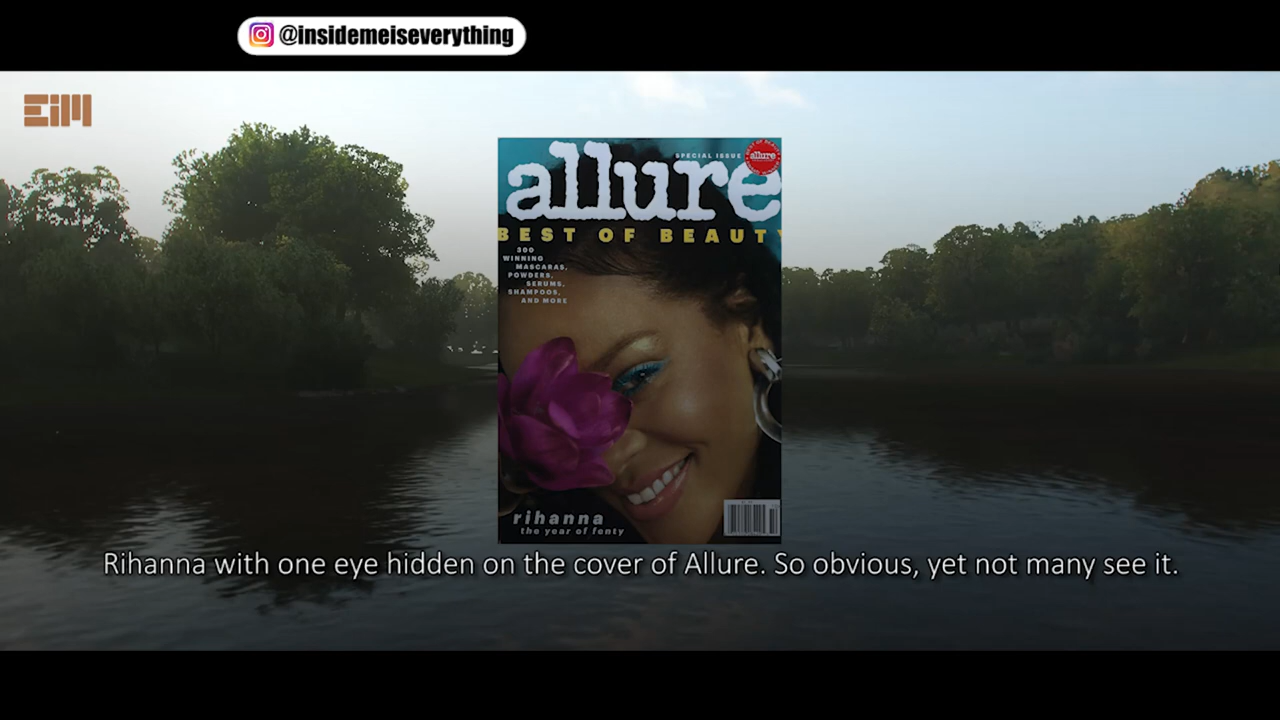 @insidemeiseverything
EiM
SPECIAL ISSUE
allure
allure
BEST OF BEAUTY
300
WINNING
MASCARAS,
POWDERS,
SERUMS,
SHAMPOOS,
AND MORE
rihanna
the year of fenty
Rihanna with one eye hidden on the cover of Allure. So obvious, yet not many see it.